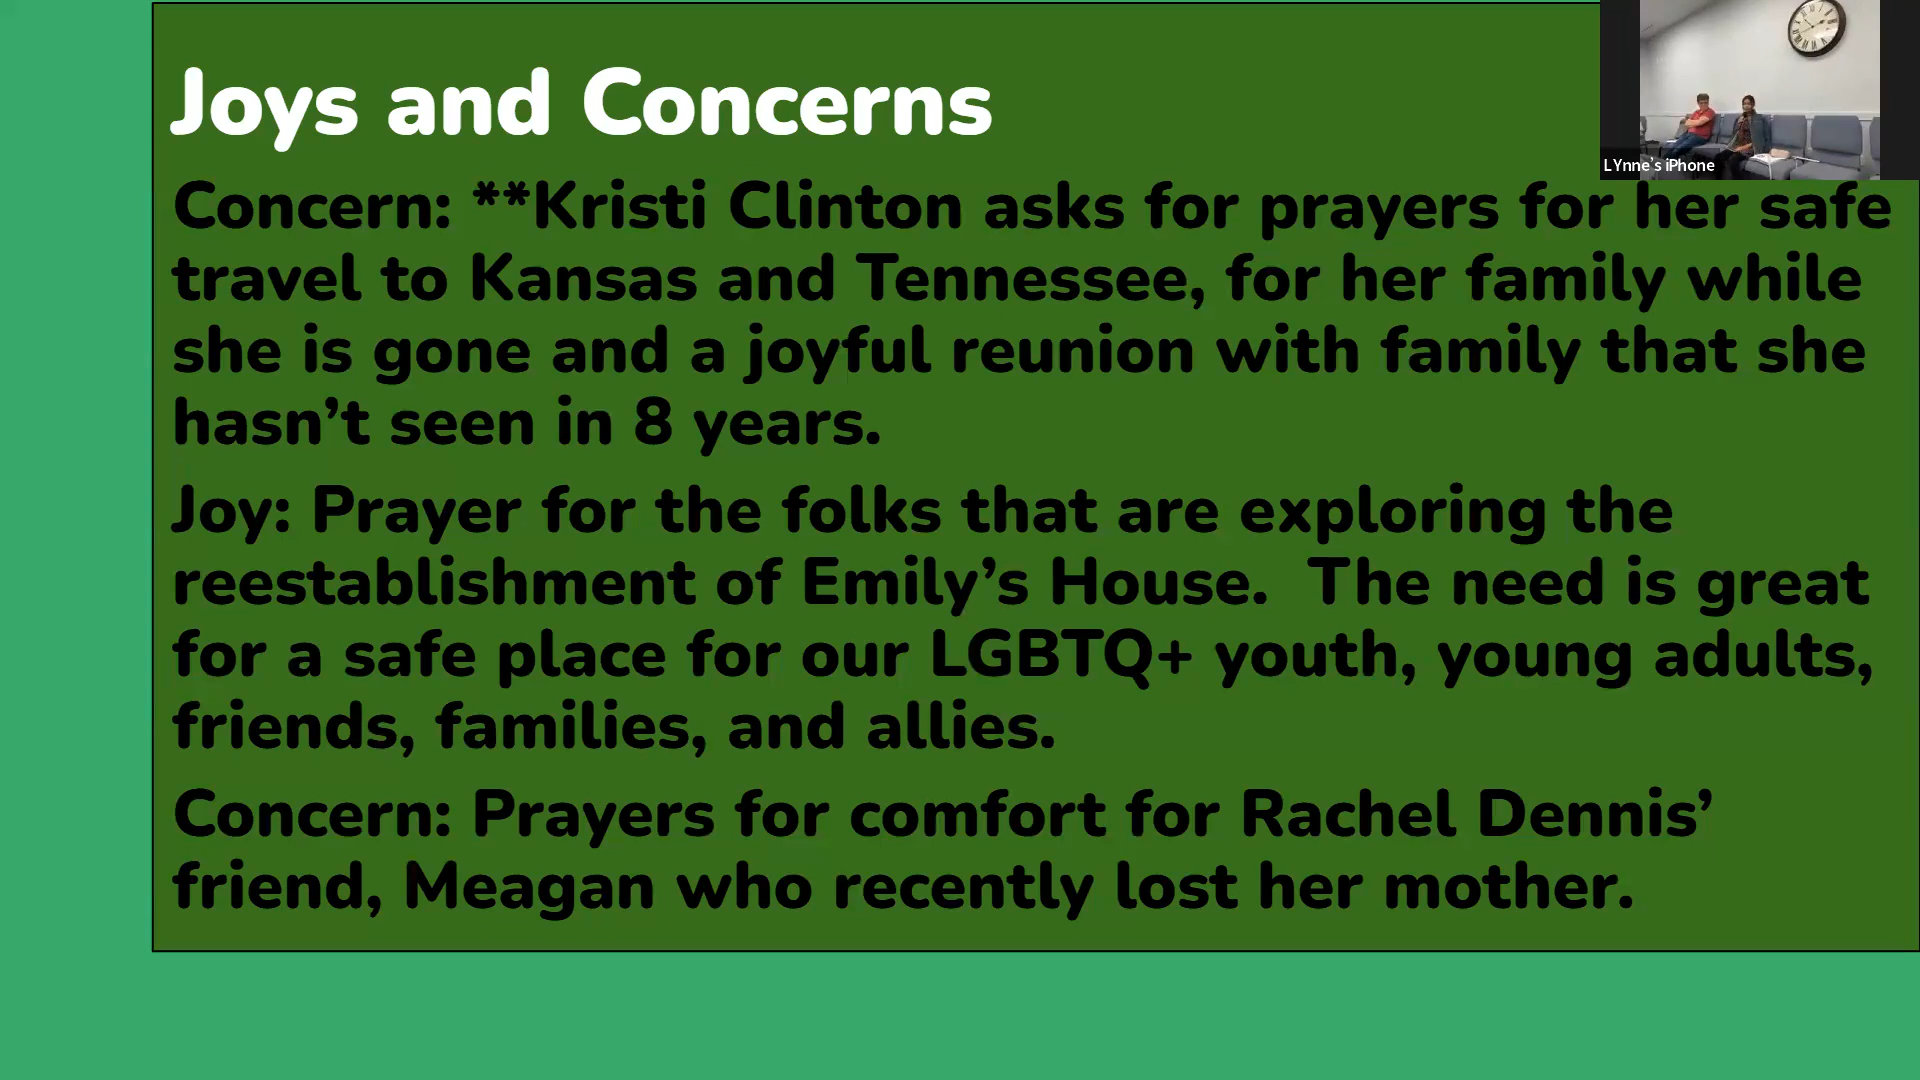 Joys and Concerns
LYnne's iPhone
Concern: **Kristi Clinton asks for prayers for her safe
travel to Kansas and Tennessee, for her family while
she is gone and a joyful reunion with family that she
hasn’t seen in 8 years.
Joy: Prayer for the folks that are exploring the
reestablishment of Emily’s House.  The need is great
for a safe place for our LGBTQ+ youth, young adults,
friends, families, and allies.
Concern: Prayers for comfort for Rachel Dennis’
friend, Meagan who recently lost her mother.